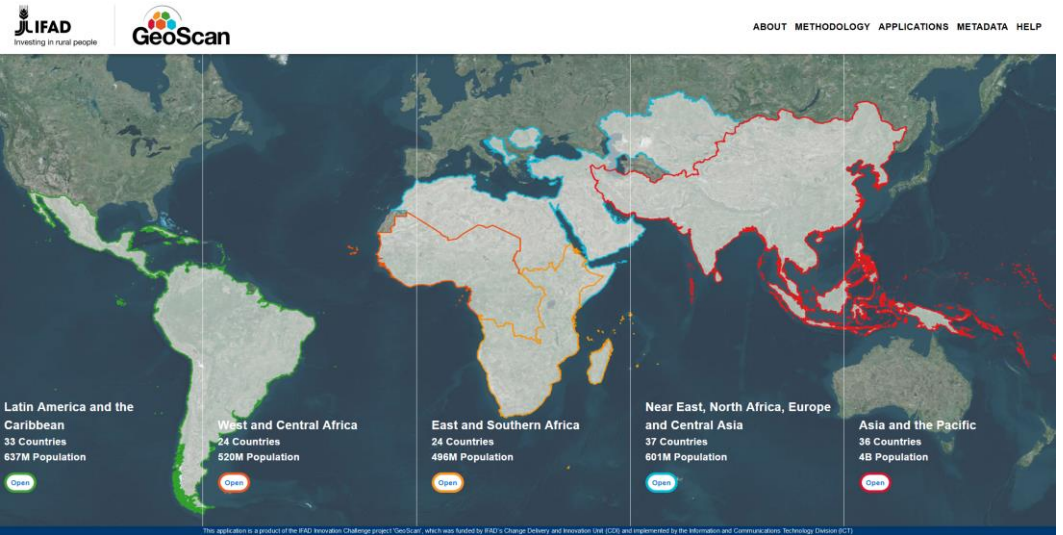 IFAD
Investing in rural people
GeoScan
ABOUT METHODOLOGY APPLICATIONS METADATA HELP
Latin America and the
Caribbean
33 Countries
637M Population
Open
West and Central Africa
24 Countries
520M Population
Open
East and Southern Africa
24 Countries
496M Population
Open
Near East, North Africa, Europe
and Central Asia
37 Countries
601M Population
Open
Asia and the Pacific
36 Countries
4B Population
Open
This application is a product of the IFAD Innovation Challenge project 'GeoScan', which was funded by IFAD's Change Delivery and Innovation Unit (CDI) and implemented by the Information and Communications Technology Division (ICT)